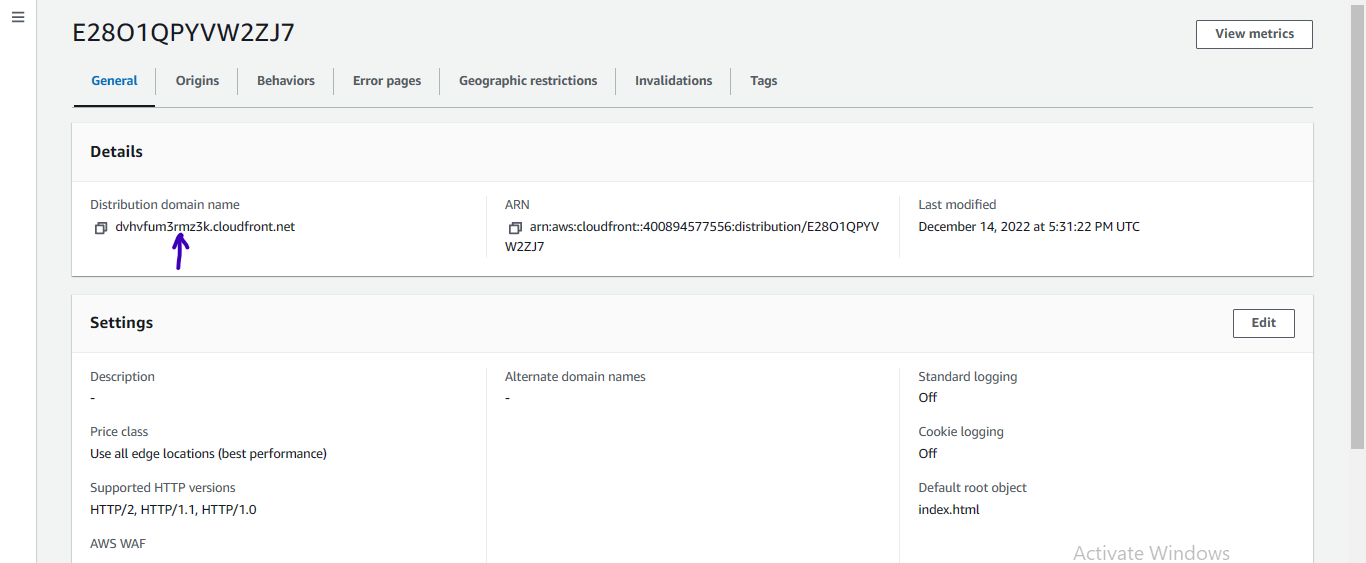 E28O1QPYVW2ZJ7
View metrics
General
Origins
Behaviors
Error pages
Geographic restrictions
Invalidations
Tags
Details
Distribution domain name
dvhvfum3rmz3k.cloudfront.net
ARN
arn:aws:cloudfront::400894577556:distribution/E28O1QPYV
W2ZJ7
Last modified
December 14, 2022 at 5:31:22 PM UTC
Settings
Edit
Description
-
Price class
Use all edge locations (best performance)
Supported HTTP versions
HTTP/2, HTTP/1.1, HTTP/1.0
AWS WAF
Alternate domain names
-
Standard logging
Off
Cookie logging
Off
Default root object
index.html
Activate Windows